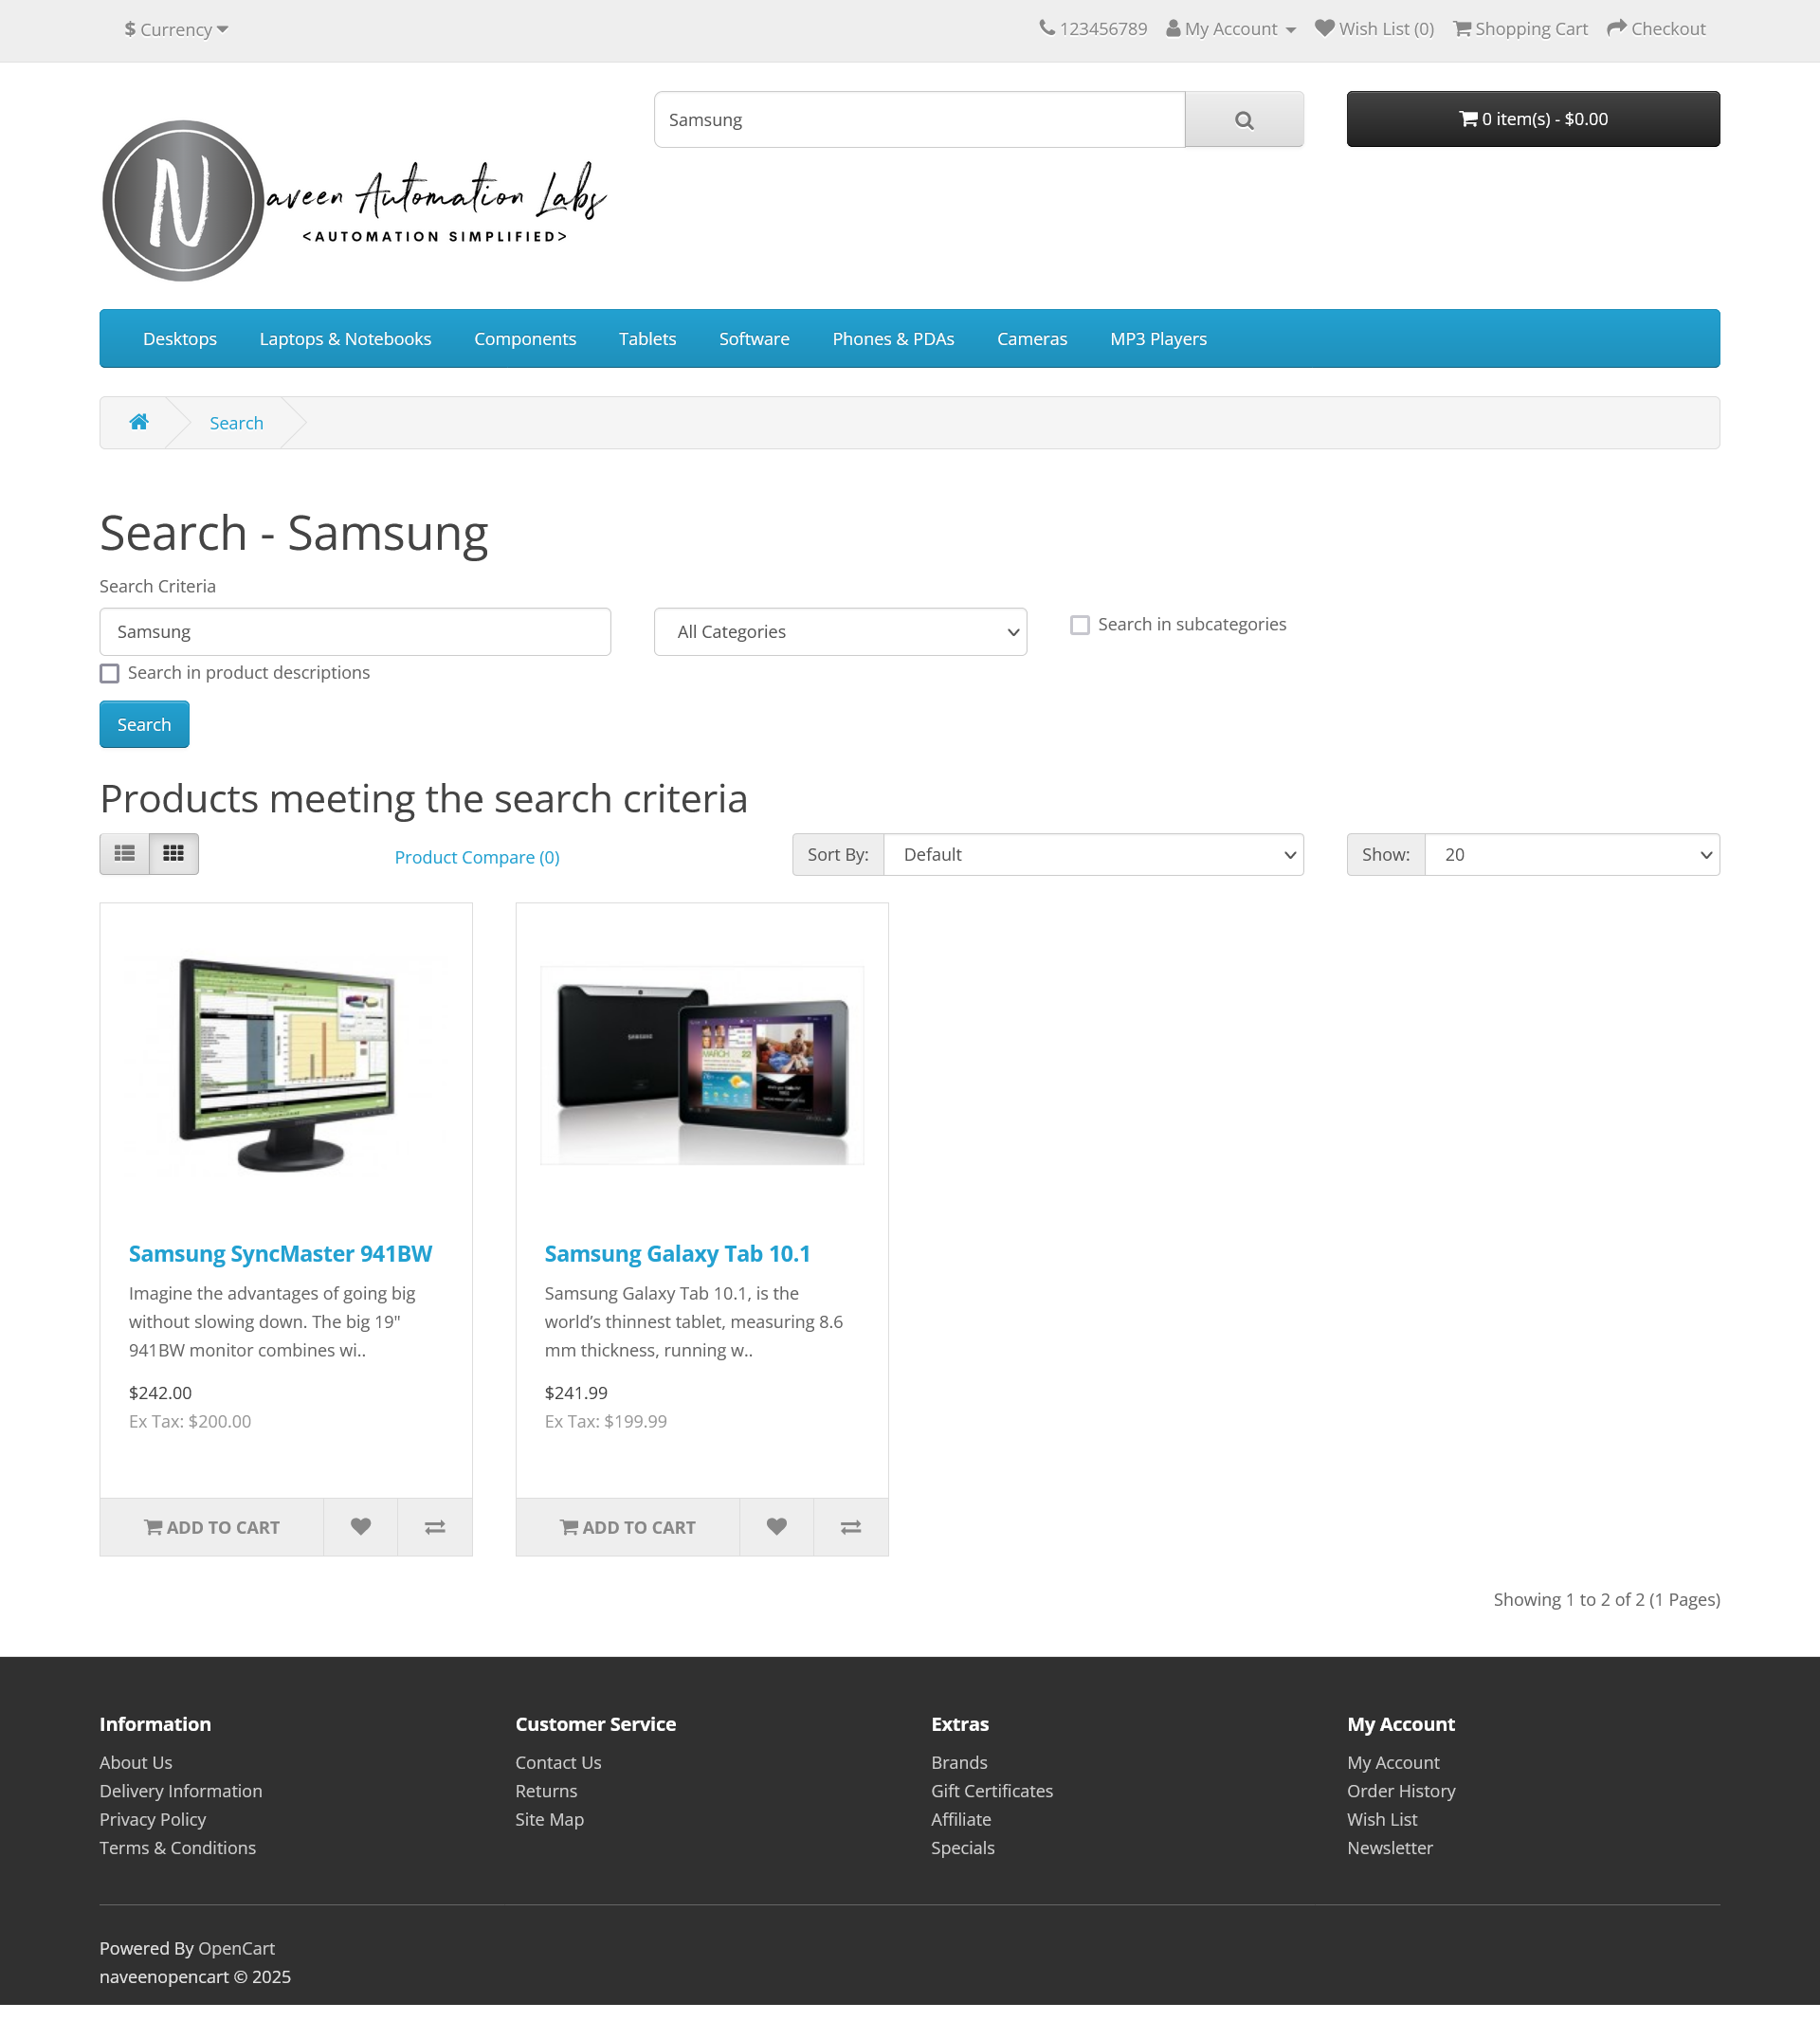 $ Currency
123456789 My Account Wish List (0) Shopping Cart Checkout
Samsung
0 item(s) - $0.00
N aveen Automation Labs
<AUTOMATION SIMPLIFIED>
Desktops Laptops & Notebooks Components Tablets Software Phones & PDAs Cameras MP3 Players
Search
Search - Samsung
Search Criteria
Samsung All Categories Search in subcategories
Search in product descriptions
Search
Products meeting the search criteria
Product Compare (0) Sort By: Default Show: 20
SAMSUNG
MARCH 22
Samsung SyncMaster 941BW
Imagine the advantages of going big
without slowing down. The big 19"
941BW monitor combines wi..
$242.00
Ex Tax: $200.00
ADD TO CART
Samsung Galaxy Tab 10.1
Samsung Galaxy Tab 10.1, is the
world’s thinnest tablet, measuring 8.6
mm thickness, running w..
$241.99
Ex Tax: $199.99
ADD TO CART
Showing 1 to 2 of 2 (1 Pages)
Information
About Us
Delivery Information
Privacy Policy
Terms & Conditions
Customer Service
Contact Us
Returns
Site Map
Extras
Brands
Gift Certificates
Affiliate
Specials
My Account
My Account
Order History
Wish List
Newsletter
Powered By OpenCart
naveenopencart © 2025